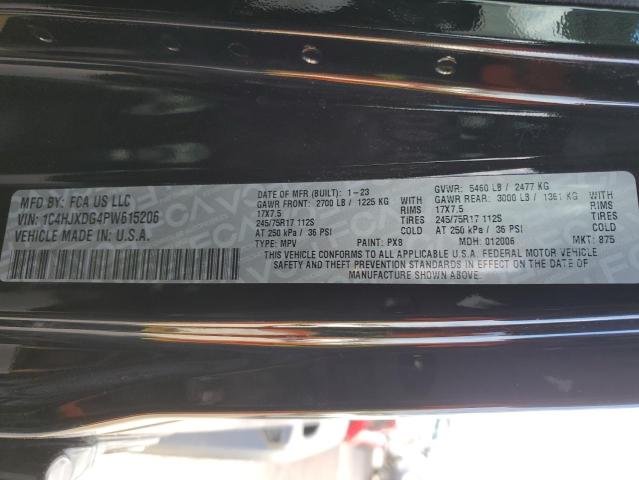 MFD BY: FCA US LLC
VIN: 1C4HJXDG4PW615206
VEHICLE MADE IN: U.S.A.
DATE OF MFR (BUILT): 1-23 GVWR: 5460 LB / 2477 KG
GAWR FRONT: 2700 LB / 1225 KG WITH GAWR REAR: 3000 LB / 1361 KG WITH
17X7.5 RIMS 17X7.5 RIMS
245/75R17 112S TIRES 245/75R17 112S TIRES
AT 250 kPa / 36 PSI COLD AT 250 kPa / 36 PSI COLD
TYPE: MPV PAINT: PX8 MDH: 012006 MKT: 875
THIS VEHICLE CONFORMS TO ALL APPLICABLE U.S.A. FEDERAL MOTOR VEHICLE
SAFETY AND THEFT PREVENTION STANDARDS IN EFFECT ON THE DATE OF
MANUFACTURE SHOWN ABOVE.